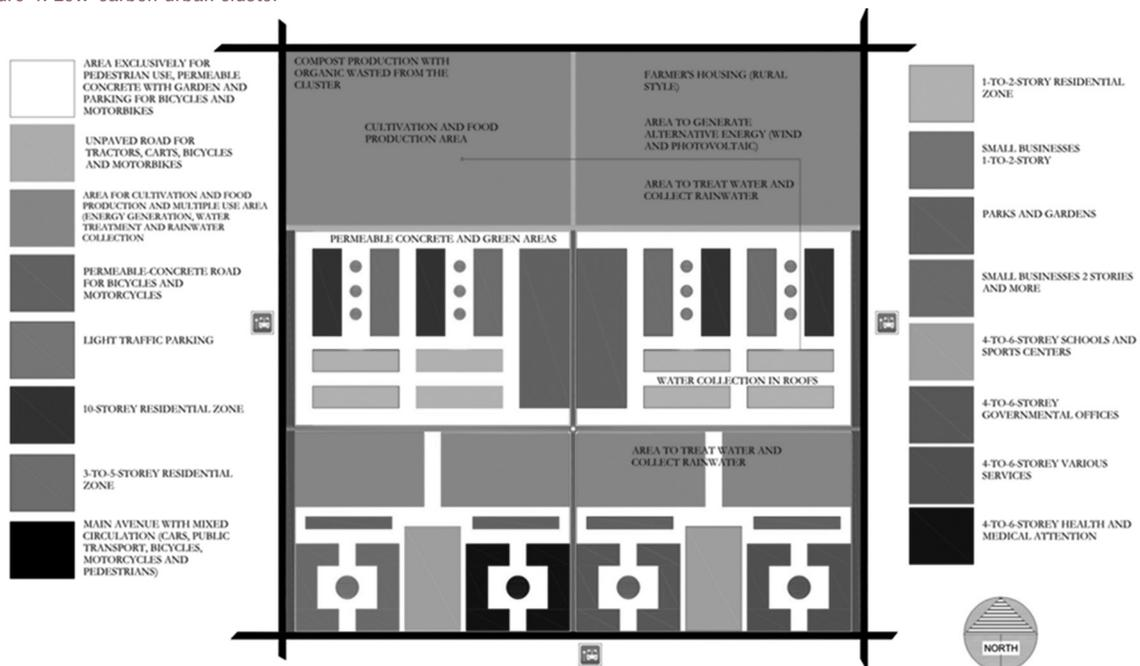 AREA EXCLUSIVELY FOR
PEDESTRIAN USE, PERMEABLE
CONCRETE WITH GARDEN AND
PARKING FOR BICYCLES AND
MOTORBIKES
UNPAVED ROAD FOR
TRACTORS, CARTS, BICYCLES
AND MOTORBIKES
AREA FOR CULTIVATION AND FOOD
PRODUCTION AND MULTIPLE USE AREA
(ENERGY GENERATION, WATER
TREATMENT AND RAINWATER
COLLECTION
PERMEABLE-CONCRETE ROAD
FOR BICYCLES AND
MOTORCYCLES
LIGHT TRAFFIC PARKING
10-STOREY RESIDENTIAL ZONE
3-TO-5-STOREY RESIDENTIAL
ZONE
MAIN AVENUE WITH MIXED
CIRCULATION (CARS, PUBLIC
TRANSPORT, BICYCLES,
MOTORCYCLES AND
PEDESTRIANS)
COMPOST PRODUCTION WITH
ORGANIC WASTED FROM THE
CLUSTER
CULTIVATION AND FOOD
PRODUCTION AREA
FARMER'S HOUSING (RURAL
STYLE)
AREA TO GENERATE
ALTERNATIVE ENERGY (WIND
AND PHOTOVOLTAIC)
AREA TO TREAT WATER AND
COLLECT RAINWATER
PERMEABLE CONCRETE AND GREEN AREAS
WATER COLLECTION IN ROOFS
AREA TO TREAT WATER AND
COLLECT RAINWATER
1-TO-2-STORY RESIDENTIAL
ZONE
SMALL BUSINESSES
1-TO-2-STORY
PARKS AND GARDENS
SMALL BUSINESSES 2 STORIES
AND MORE
4-TO-6-STOREY SCHOOLS AND
SPORTS CENTERS
4-TO-6-STOREY
GOVERNMENTAL OFFICES
4-TO-6-STOREY VARIOUS
SERVICES
4-TO-6-STOREY HEALTH AND
MEDICAL ATTENTION
NORTH